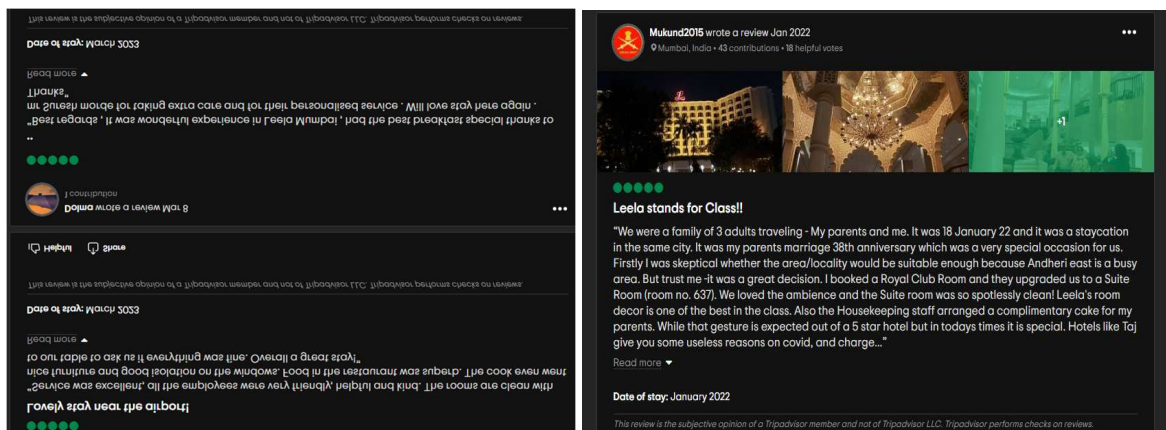 Lovely stay near the airport!
"Service was excellent, all the employees were very friendly, helpful and kind. The rooms are clean with
nice furniture and good isolation on the windows. Food in the restaurant was superb. The cook even went
to our table to ask us if everything was fine. Overall a great stay!"
Read more
Date of stay: March 2023
This review is the subjective opinion of a Tripadvisor member and not of Tripadvisor LLC. Tripadvisor performs checks on reviews.
Helpful Share
Dolma wrote a review Mar 8
1 contribution
..
"Best regards , It was wonderful experience in Leela Mumbai , had the best breakfast special thanks to
mr Suresh morde for taking extra care and for their personalised service . Will love stay here again .
Thanks"
Read more
Date of stay: March 2023
This review is the subjective opinion of a Tripadvisor member and not of Tripadvisor LLC. Tripadvisor performs checks on reviews.
Mukund2015 wrote a review Jan 2022
Mumbai, India • 43 contributions • 18 helpful votes
+1
Leela stands for Class!!
"We were a family of 3 adults traveling - My parents and me. It was 18 January 22 and it was a staycation
in the same city. It was my parents marriage 38th anniversary which was a very special occasion for us.
Firstly I was skeptical whether the area/locality would be suitable enough because Andheri east is a busy
area. But trust me -it was a great decision. I booked a Royal Club Room and they upgraded us to a Suite
Room (room no. 637). We loved the ambience and the Suite room was so spotlessly clean! Leela's room
decor is one of the best in the class. Also the Housekeeping staff arranged a complimentary cake for my
parents. While that gesture is expected out of a 5 star hotel but in todays times it is special. Hotels like Taj
give you some useless reasons on covid, and charge..."
Read more
Date of stay: January 2022
This review is the subjective opinion of a Tripadvisor member and not of Tripadvisor LLC. Tripadvisor performs checks on reviews.